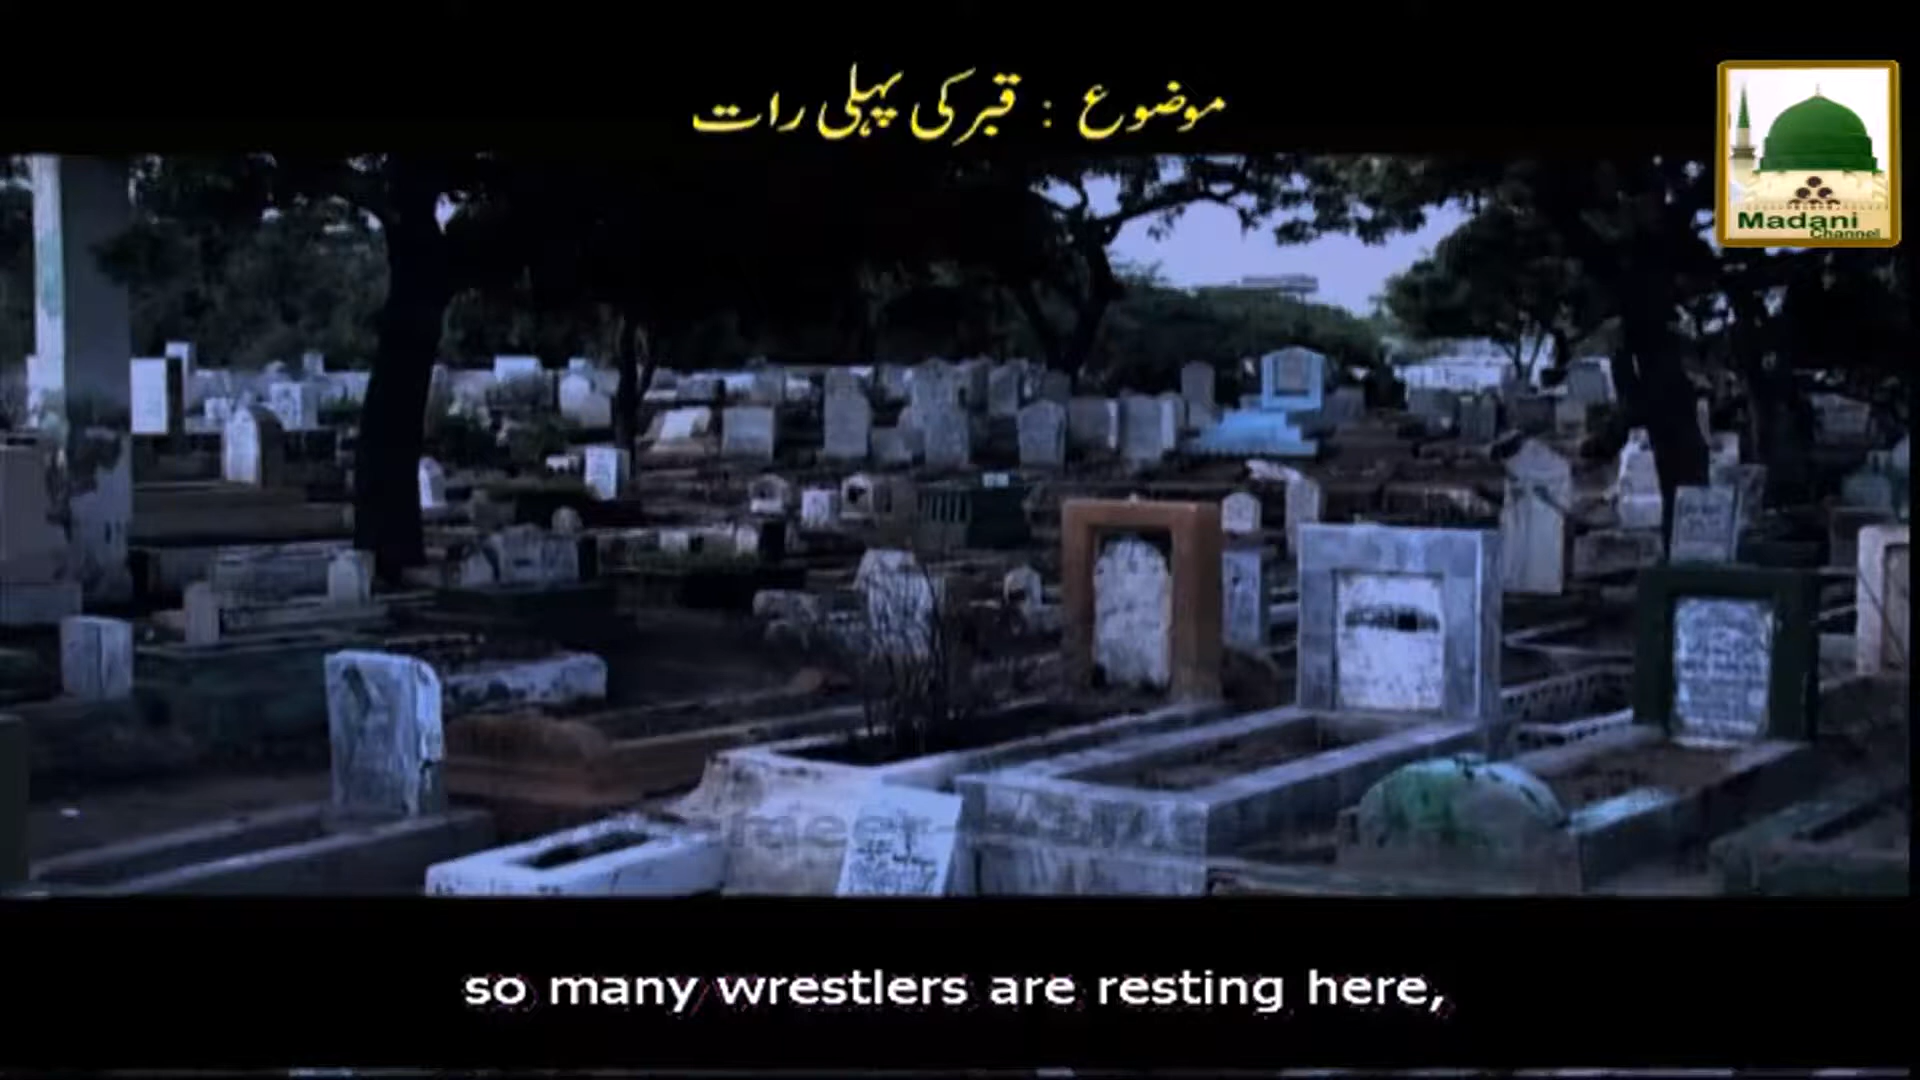 موضوع : قبر کی پہلی رات
Madani
Channel
so many wrestlers are resting here,